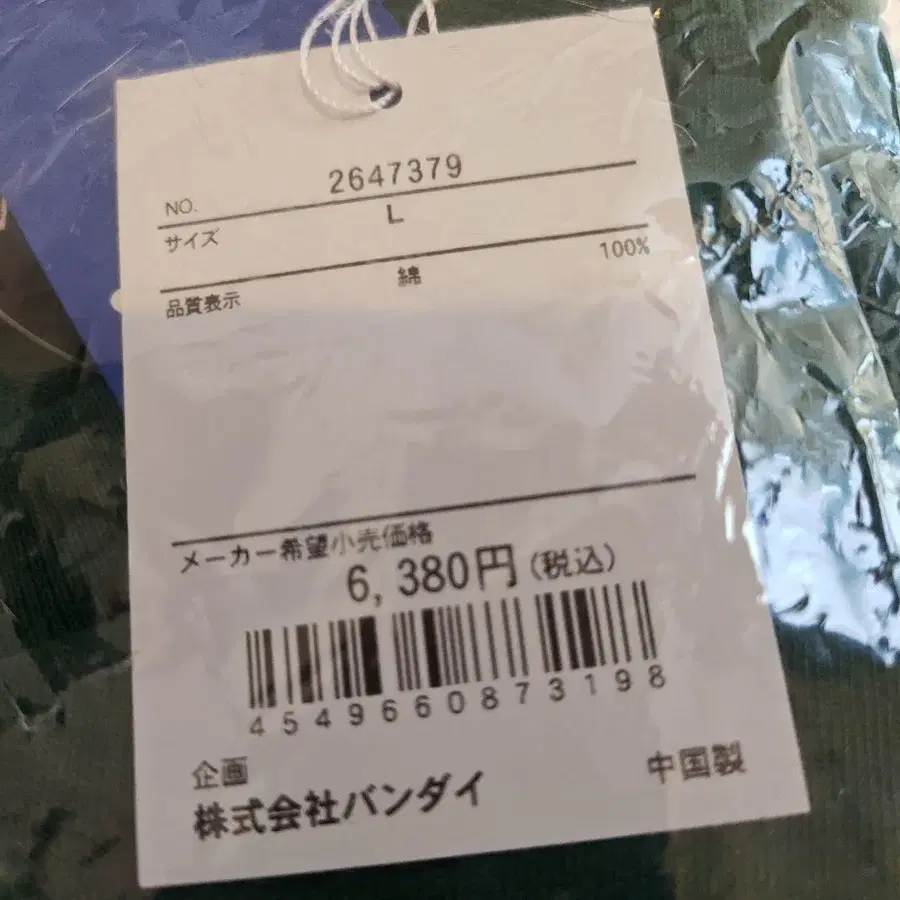 NO. 2647379
サイズ L
品質表示 綿 100%
メーカー希望小売価格
6,380円(税込)
4549660873198
企画 中国製
株式会社バンダイ